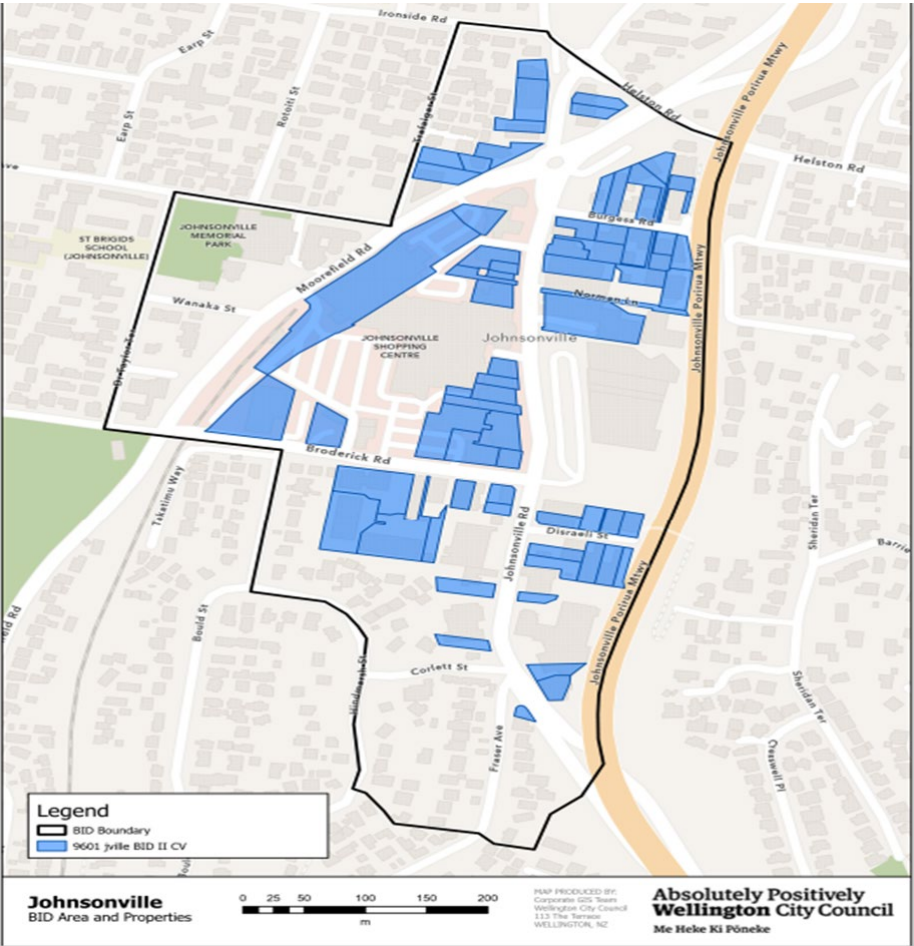 Ironside Rd
Earp St
Rotoiti St
Earp St
Trafalgar St
Helston Rd
Johnsonville Porirua Mtwy
Helston Rd
ST BRIGIDS
SCHOOL
(JOHNSONVILLE)
JOHNSONVILLE
MEMORIAL
PARK
Burgess Rd
Moorefield Rd
Wanaka St
Norman Ln
Johnsonville Porirua Mtwy
JOHNSONVILLE
SHOPPING
CENTRE
Johnsonville
Broderick Rd
Takatimu Way
Johnsonville Rd
Disraeli St
Sheridan Ter
Johnsonville Porirua Mtwy
Bould St
Corlett St
Sheridan Ter
Fraser Ave
Cresswell Pl
Legend
BID Boundary
9601 jville BID II CV
Johnsonville
BID Area and Properties
0 25 50 100 150 200
m
MAP PRODUCED BY:
Corporate GIS Team
Wellington City Council
113 The Terrace
WELLINGTON, NZ
Absolutely Positively
Wellington City Council
Me Heke Ki Pōneke